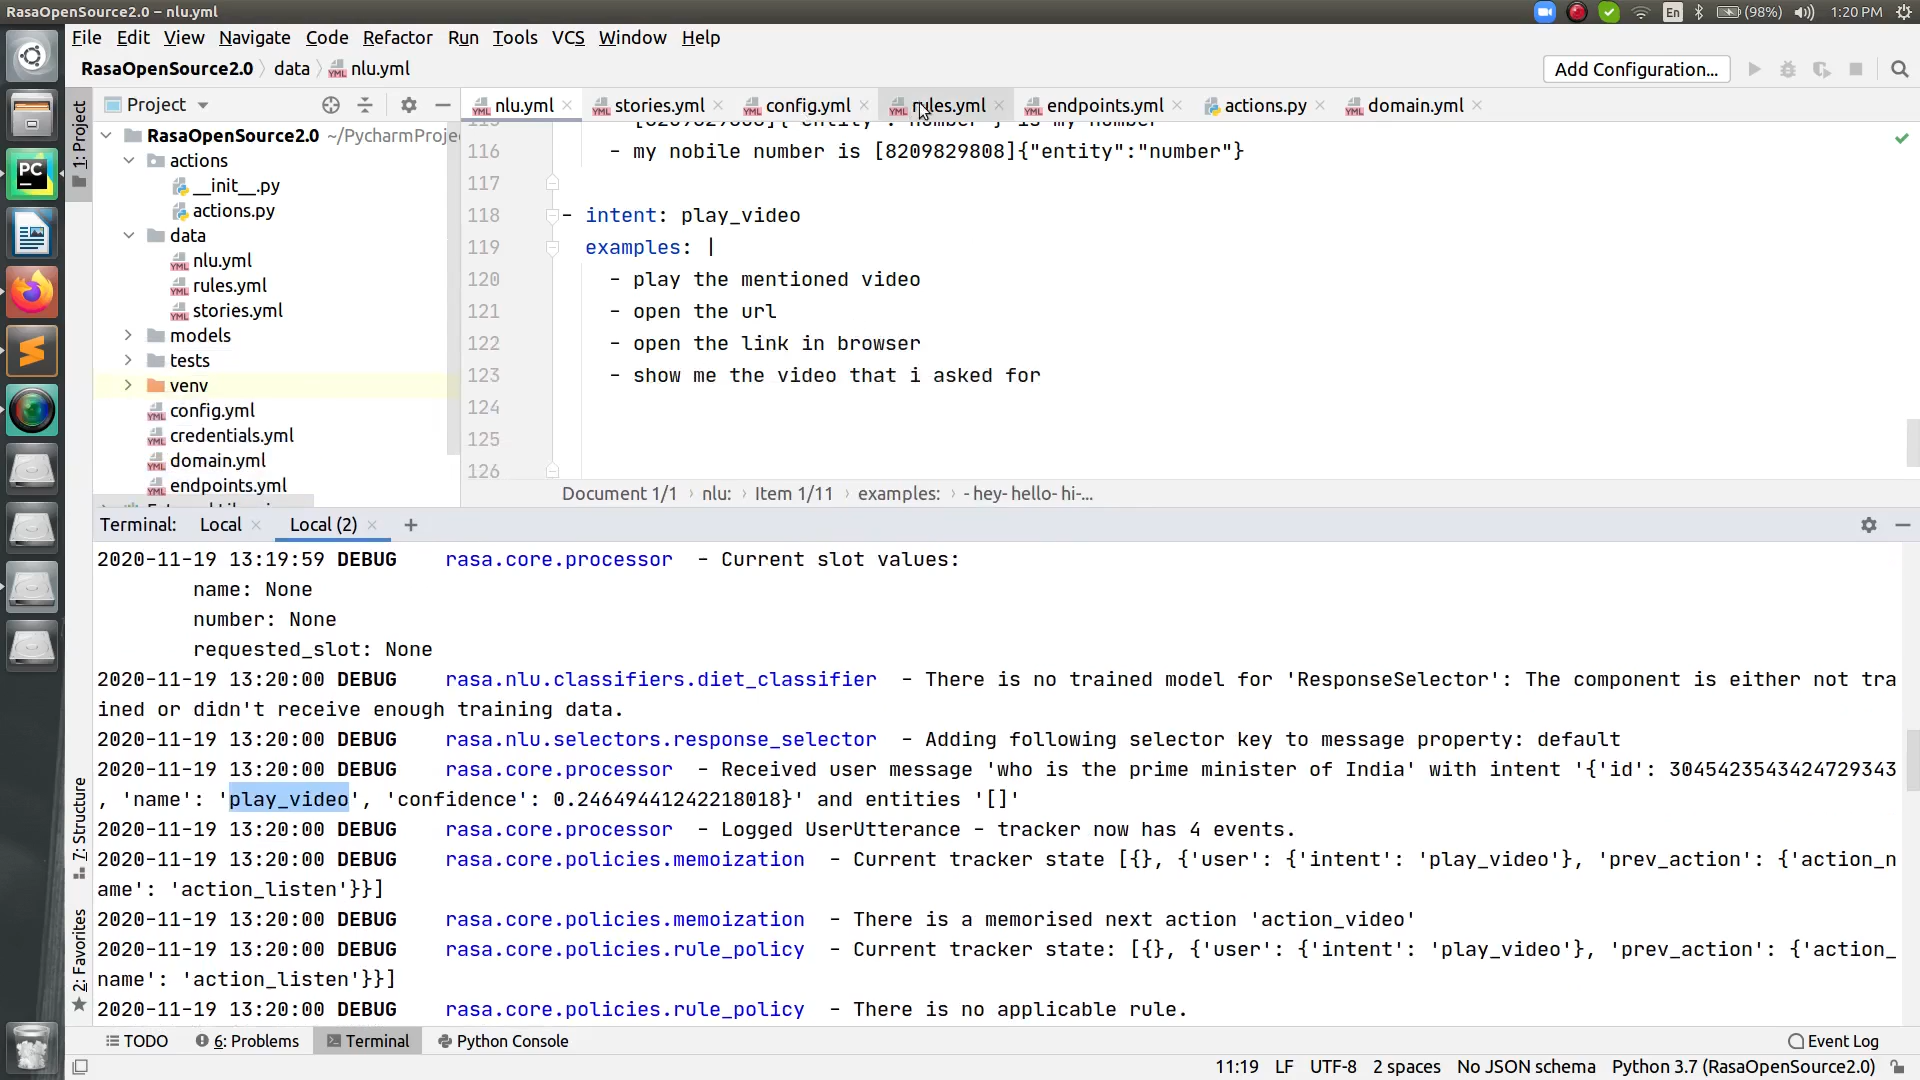 RasaOpenSource2.0 – nlu.yml
En (98%) 1:20 PM
File Edit View Navigate Code Refactor Run Tools VCS Window Help
RasaOpenSource2.0 data nlu.yml
Add Configuration...
1: Project
Project
nlu.yml stories.yml config.yml rules.yml endpoints.yml actions.py domain.yml
RasaOpenSource2.0 ~/PycharmProje
actions
__init__.py
actions.py
data
nlu.yml
rules.yml
stories.yml
models
tests
venv
config.yml
credentials.yml
domain.yml
endpoints.yml
116 - my nobile number is [8209829808]{"entity":"number"}
117
118 - intent: play_video
119 examples: |
120 - play the mentioned video
121 - open the url
122 - open the link in browser
123 - show me the video that i asked for
124
125
126
Document 1/1 › nlu: › Item 1/11 › examples: › - hey- hello- hi-...
Terminal: Local Local (2) +
2020-11-19 13:19:59 DEBUG rasa.core.processor - Current slot values:
name: None
number: None
requested_slot: None
2020-11-19 13:20:00 DEBUG rasa.nlu.classifiers.diet_classifier - There is no trained model for 'ResponseSelector': The component is either not tra
ined or didn't receive enough training data.
2020-11-19 13:20:00 DEBUG rasa.nlu.selectors.response_selector - Adding following selector key to message property: default
2020-11-19 13:20:00 DEBUG rasa.core.processor - Received user message 'who is the prime minister of India' with intent '{'id': 3045423543424729343
, 'name': 'play_video', 'confidence': 0.24649441242218018}' and entities '[]'
2020-11-19 13:20:00 DEBUG rasa.core.processor - Logged UserUtterance - tracker now has 4 events.
2020-11-19 13:20:00 DEBUG rasa.core.policies.memoization - Current tracker state [{}, {'user': {'intent': 'play_video'}, 'prev_action': {'action_n
ame': 'action_listen'}}]
2020-11-19 13:20:00 DEBUG rasa.core.policies.memoization - There is a memorised next action 'action_video'
2020-11-19 13:20:00 DEBUG rasa.core.policies.rule_policy - Current tracker state: [{}, {'user': {'intent': 'play_video'}, 'prev_action': {'action_
name': 'action_listen'}}]
2020-11-19 13:20:00 DEBUG rasa.core.policies.rule_policy - There is no applicable rule.
7: Structure
2: Favorites
TODO 6: Problems Terminal Python Console Event Log
11:19 LF UTF-8 2 spaces No JSON schema Python 3.7 (RasaOpenSource2.0)
PC